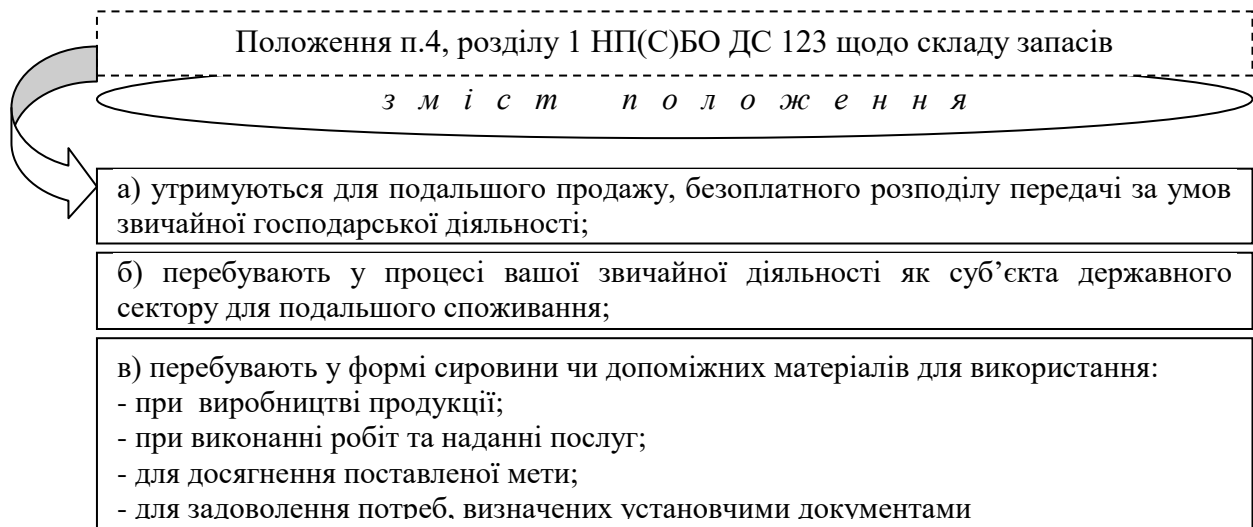 Положення п.4, розділу 1 НП(С)БО ДС 123 щодо складу запасів
зміст положення
а) утримуються для подальшого продажу, безоплатного розподілу передачі за умов
звичайної господарської діяльності;
б) перебувають у процесі вашої звичайної діяльності як суб’єкта державного
сектору для подальшого споживання;
в) перебувають у формі сировини чи допоміжних матеріалів для використання:
- при виробництві продукції;
- при виконанні робіт та наданні послуг;
- для досягнення поставленої мети;
- для задоволення потреб, визначених установчими документами